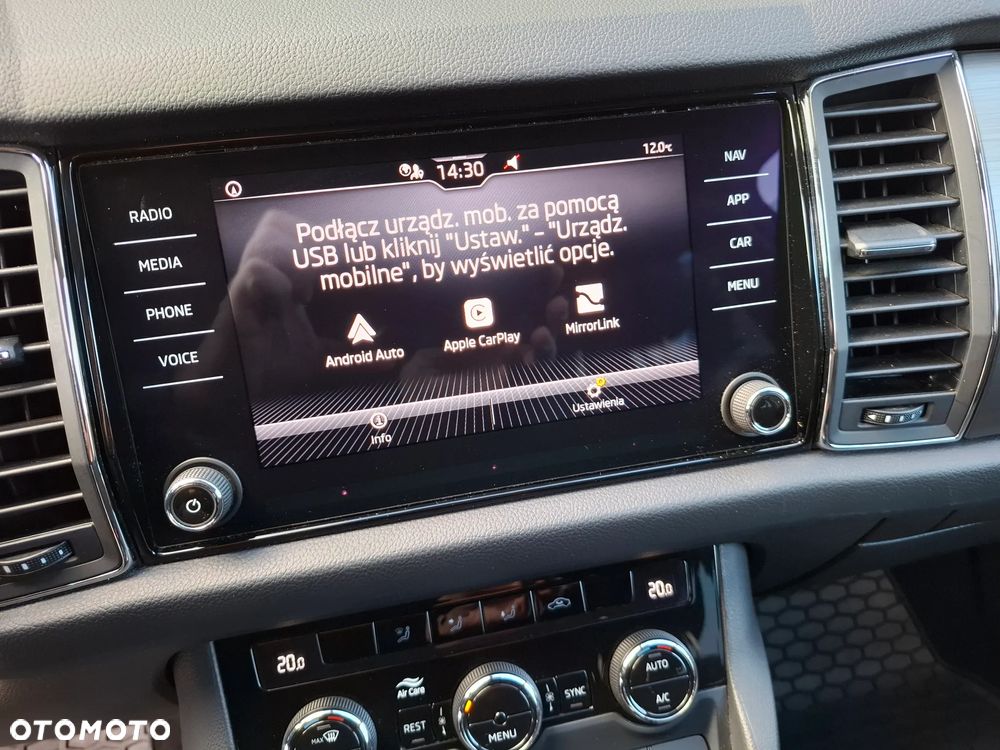 14:30
12.0°C
RADIO
MEDIA
PHONE
VOICE
Podłącz urządz. mob. za pomocą
USB lub kliknij "Ustaw." - "Urządz.
mobilne", by wyświetlić opcje.
Android Auto
Apple CarPlay
MirrorLink
Info
Ustawienia
NAV
APP
CAR
MENU
20.0
20.0
Air Care
REST
SYNC
AUTO
A/C
MAX
MENU
OTOMOTO